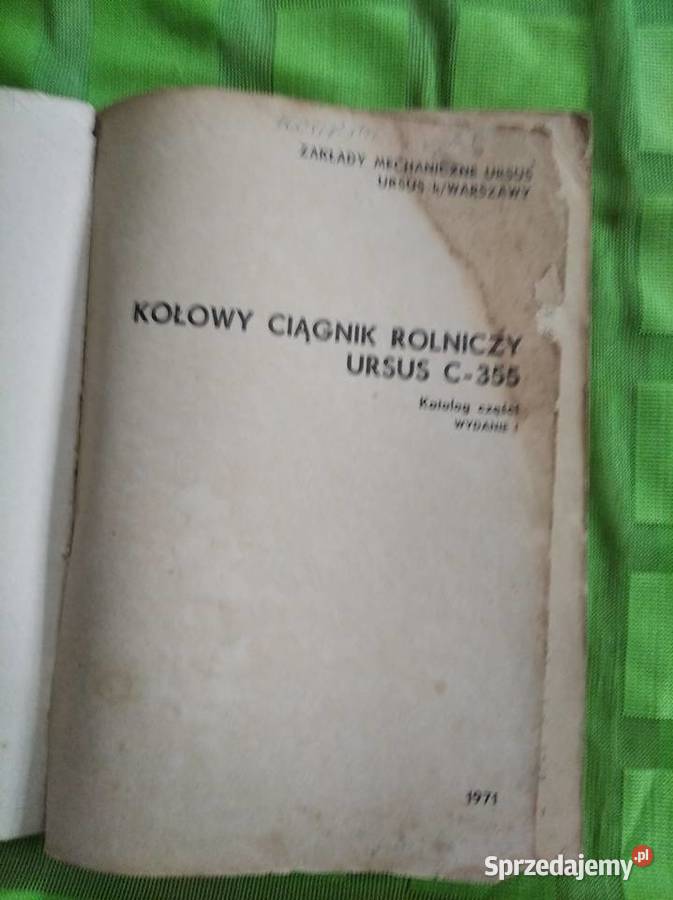 ZAKŁADY MECHANICZNE URSUS
URSUS k/WARSZAWY
KOŁOWY CIĄGNIK ROLNICZY
URSUS C-355
Katalog części
WYDANIE I
1971
Sprzedajemy.pl